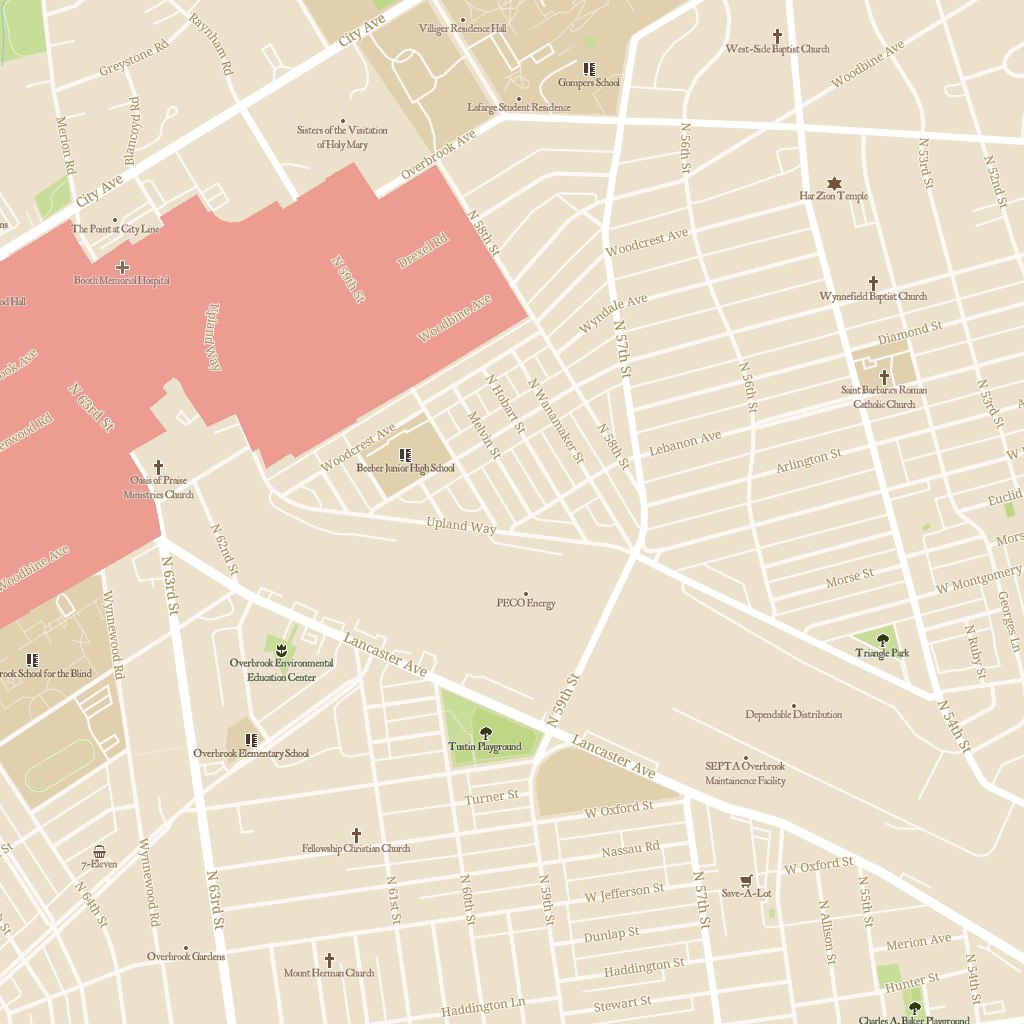 City Ave
Villiger Residence Hall
West-Side Baptist Church
Greystone Rd
Raynham Rd
Woodbine Ave
Gompers School
Blancoyd Rd
Lafarge Student Residence
Sisters of the Visitation
of Holy Mary
Merion Rd
Overbrook Ave
N 56th St
N 53rd St
N 52nd St
City Ave
Har Zion Temple
The Point at City Line
N 58th St
Drexel Rd
Woodcrest Ave
Booth Memorial Hospital
N 59th St
Wynnefield Baptist Church
Upland Way
Woodbine Ave
Wyndale Ave
N 57th St
Diamond St
N 63rd St
N Hobart St
N Wanamaker St
N 56th St
Saint Barbara's Roman
Catholic Church
N 53rd St
Melvin St
Woodcrest Ave
N 58th St
Lebanon Ave
Beeber Junior High School
Arlington St
Oasis of Praise
Ministries Church
Euclid
Upland Way
N 62nd St
Woodbine Ave
N 63rd St
PECO Energy
Morse St
W Montgomery
Georges Ln
Wynnewood Rd
Lancaster Ave
Overbrook Environmental
Education Center
Triangle Park
N Ruby St
rook School for the Blind
N 59th St
Dependable Distribution
N 54th St
Overbrook Elementary School
Tustin Playground
Lancaster Ave
SEPTA Overbrook
Maintainence Facility
Turner St
W Oxford St
Fellowship Christian Church
Nassau Rd
7-Eleven
Wynnewood Rd
W Oxford St
Save-A-Lot
N 64th St
N 63rd St
N 61st St
N 60th St
N 59th St
W Jefferson St
N 57th St
N Allison St
N 55th St
Dunlap St
Merion Ave
Overbrook Gardens
Mount Herman Church
Haddington St
N 54th St
Hunter St
Haddington Ln
Stewart St
Charles A. Baker Playground